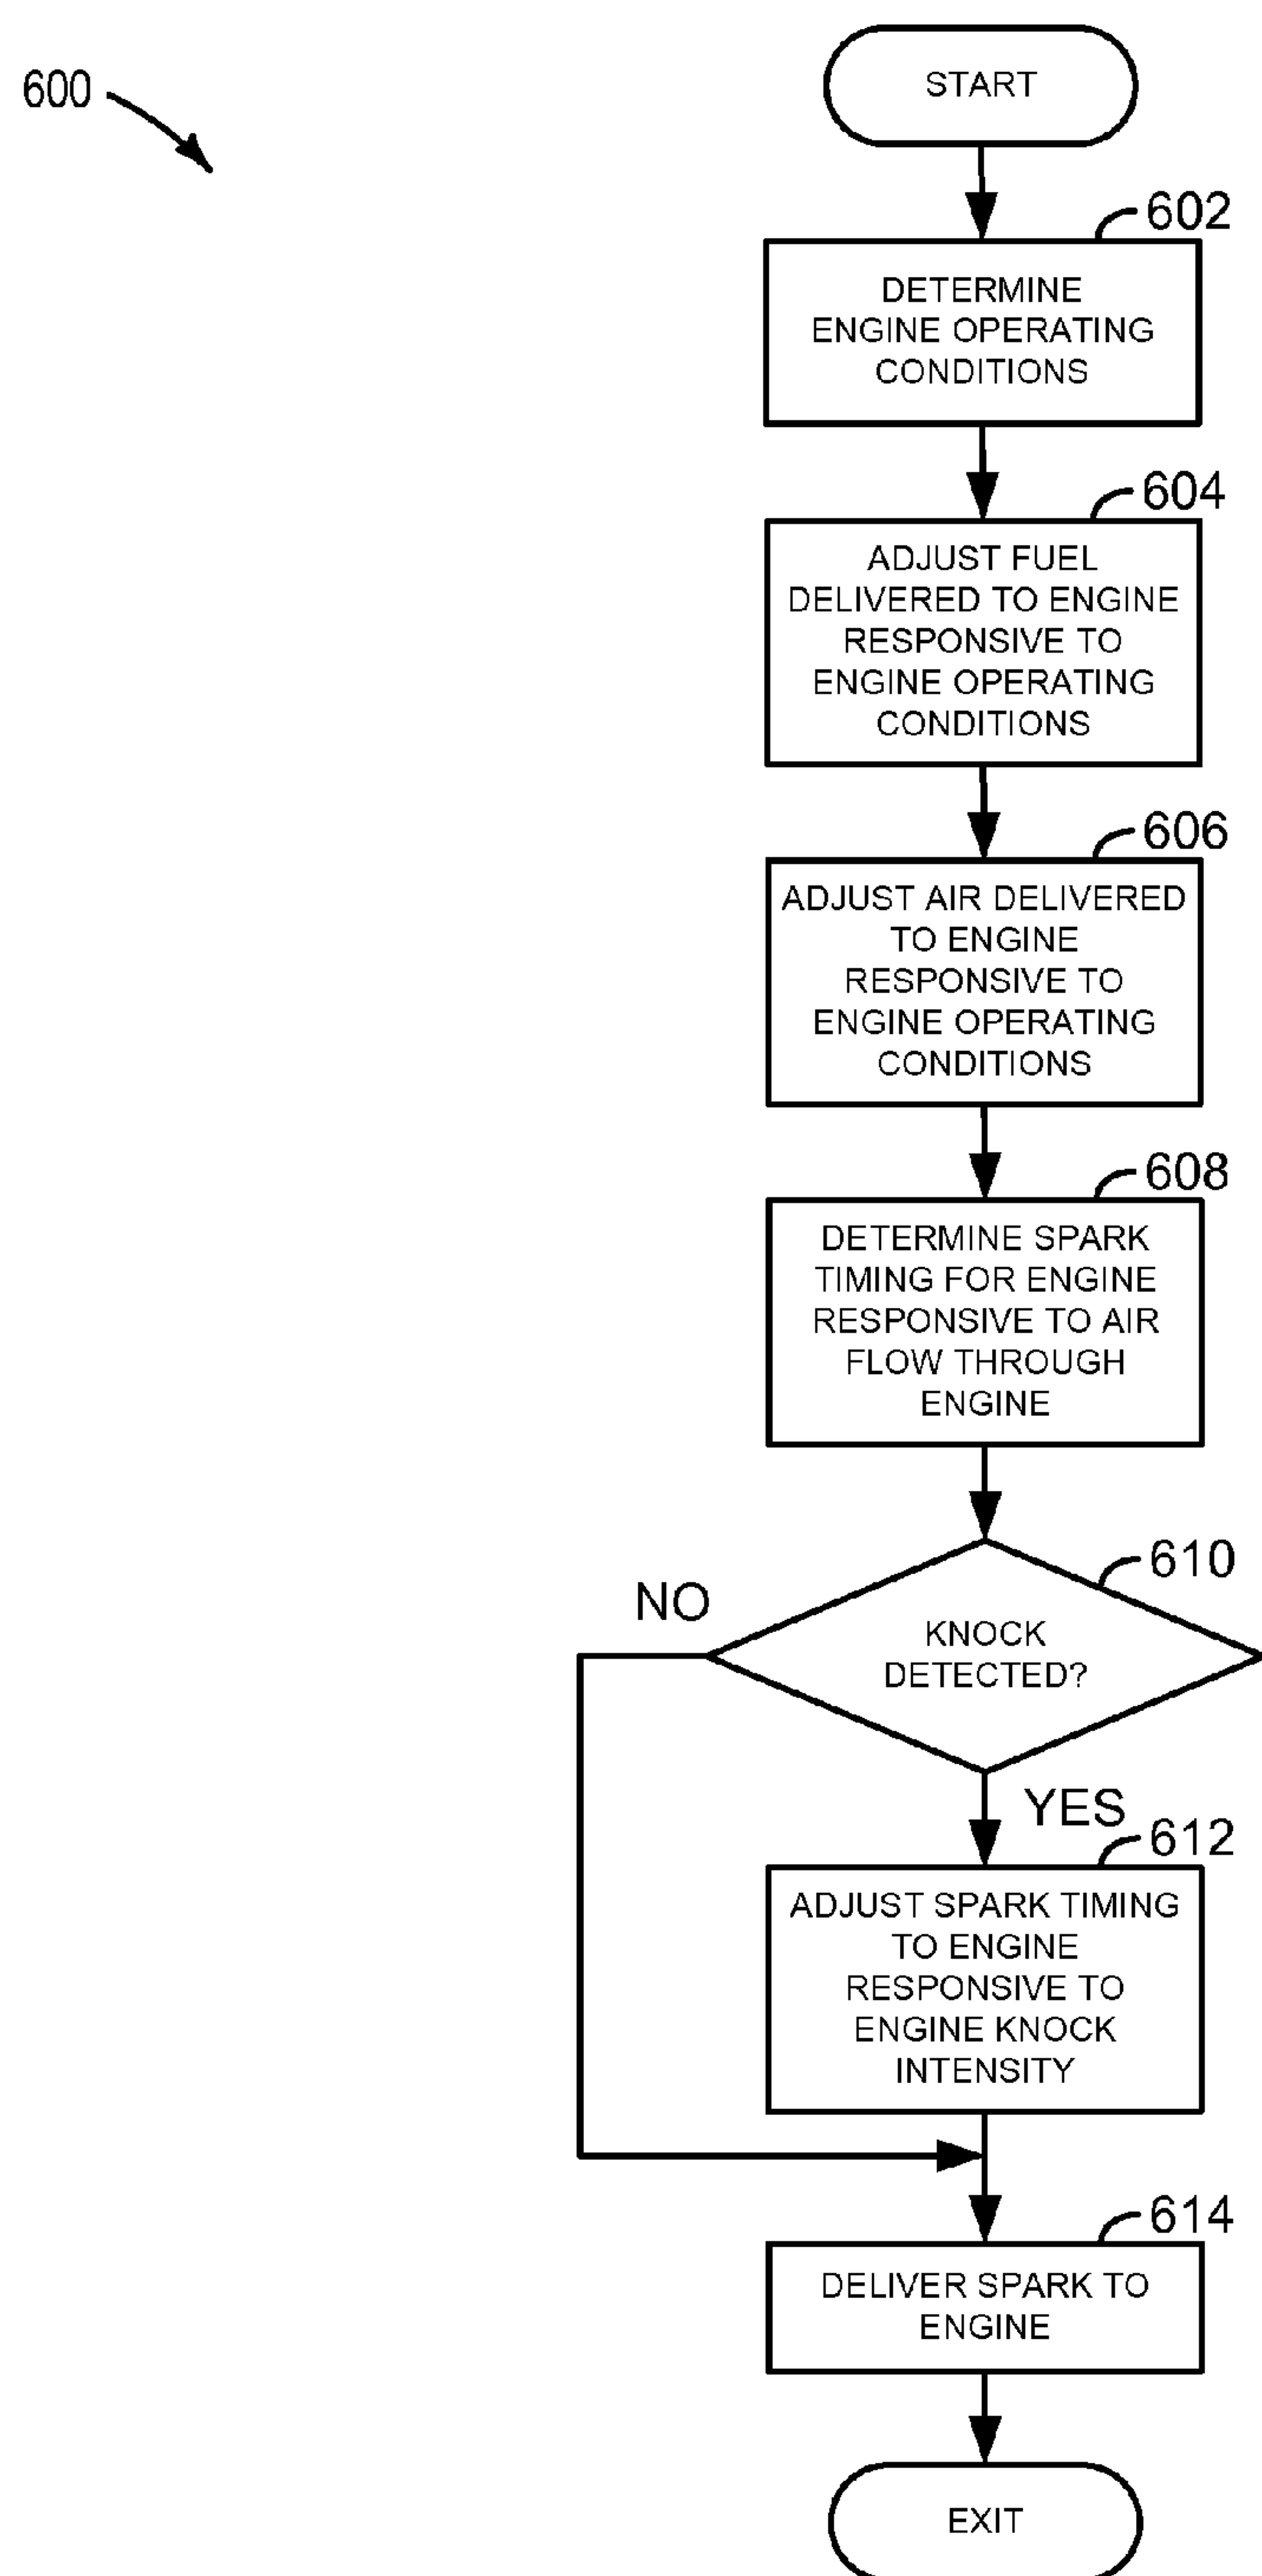 600
START
602
DETERMINE
ENGINE OPERATING
CONDITIONS
604
ADJUST FUEL
DELIVERED TO ENGINE
RESPONSIVE TO
ENGINE OPERATING
CONDITIONS
606
ADJUST AIR DELIVERED
TO ENGINE
RESPONSIVE TO
ENGINE OPERATING
CONDITIONS
608
DETERMINE SPARK
TIMING FOR ENGINE
RESPONSIVE TO AIR
FLOW THROUGH
ENGINE
610
NO
KNOCK
DETECTED?
YES
612
ADJUST SPARK TIMING
TO ENGINE
RESPONSIVE TO
ENGINE KNOCK
INTENSITY
614
DELIVER SPARK TO
ENGINE
EXIT